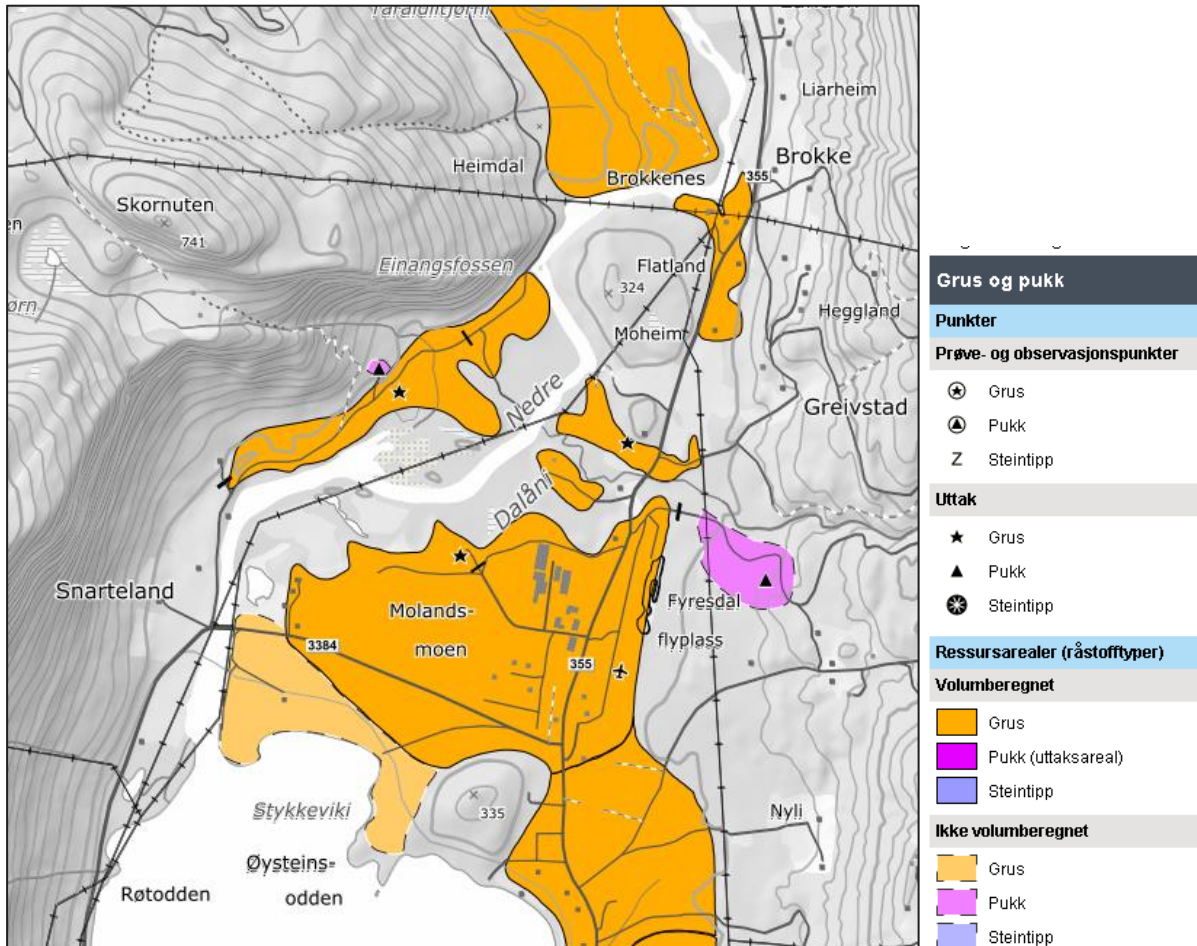 Taraldltjørni
Liarheim
Brokke
Heimdal
Brokkenes
355
Skornuten
741
Einangsfossen
Flatland
324
Heggland
Moheim
Nedre
Greivstad
Dalåni
Snarteland
Molands-
moen
Fyresdal
flyplass
3384
355
Stykkeviki
335
Nyli
Øysteins-
odden
Røtodden
Grus og pukk
Punkter
Prøve- og observasjonspunkter
Grus
Pukk
Z Steintipp
Uttak
Grus
Pukk
Steintipp
Ressursarealer (råstofftyper)
Volumberegnet
Grus
Pukk (uttaksareal)
Steintipp
Ikke volumberegnet
Grus
Pukk
Steintipp